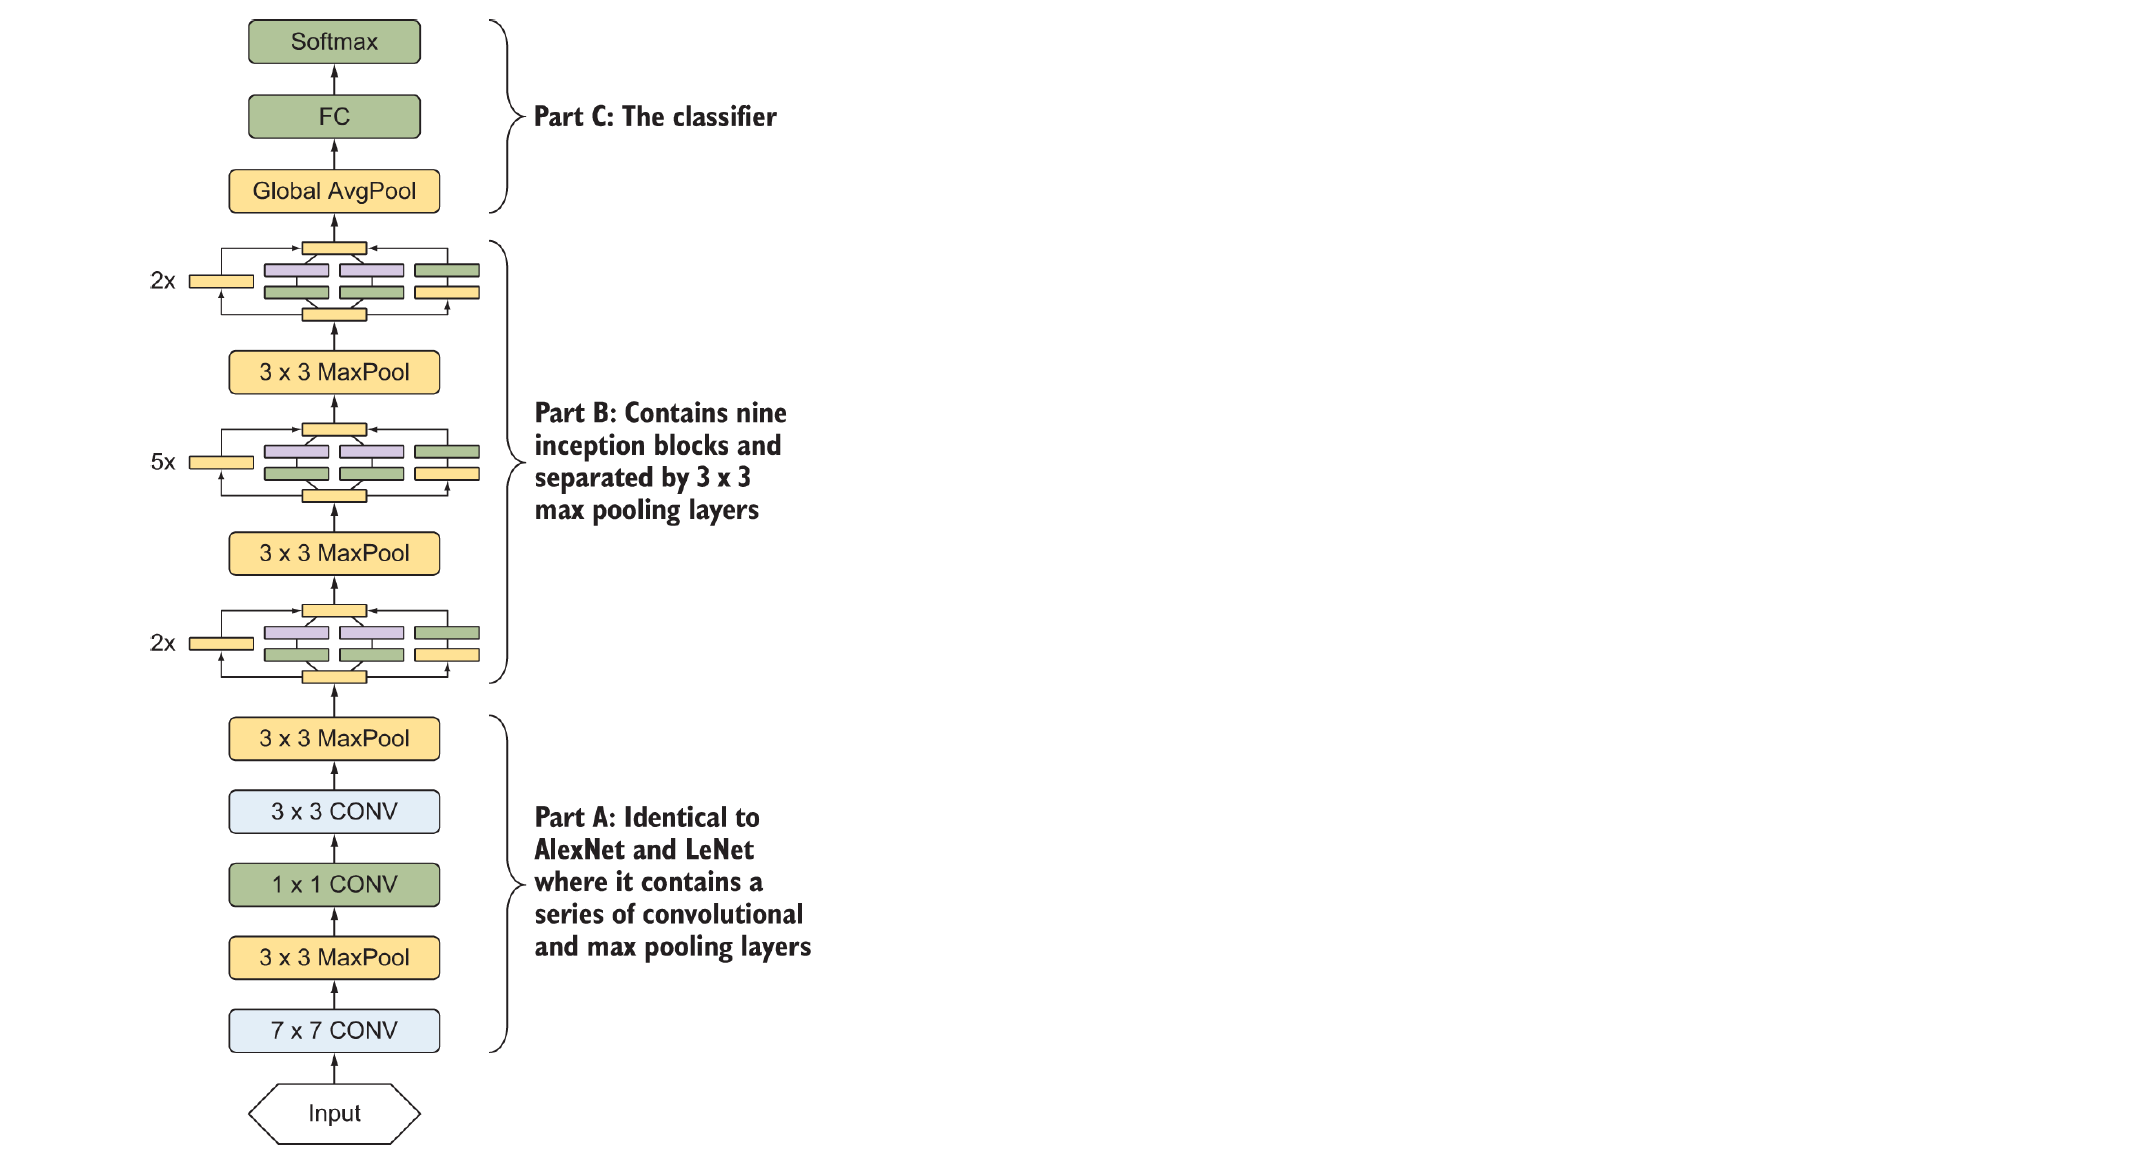 Softmax
FC
Part C: The classifier
Global AvgPool
2x
3 x 3 MaxPool
5x
Part B: Contains nine
inception blocks and
separated by 3 x 3
max pooling layers
3 x 3 MaxPool
2x
3 x 3 MaxPool
3 x 3 CONV
1 x 1 CONV
3 x 3 MaxPool
7 x 7 CONV
Part A: Identical to
AlexNet and LeNet
where it contains a
series of convolutional
and max pooling layers
Input